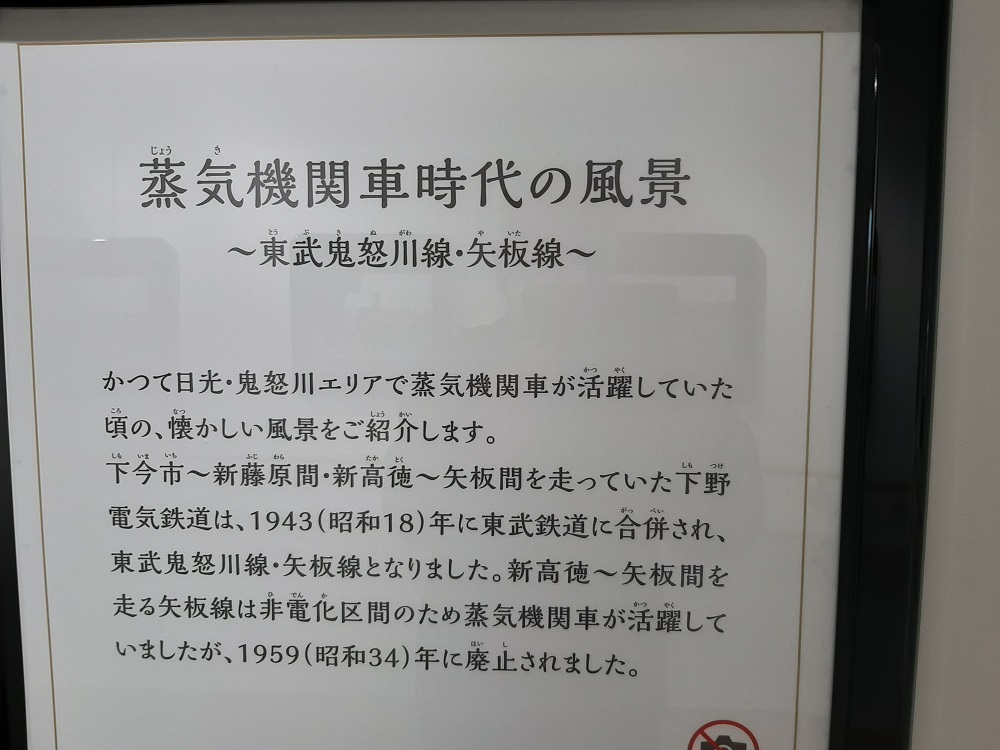 蒸気機関車時代の風景
～東武鬼怒川線・矢板線～
かつて日光・鬼怒川エリアで蒸気機関車が活躍していた
頃の、懐かしい風景をご紹介します。
下今市～新藤原間・新高徳～矢板間を走っていた下野
電気鉄道は、1943(昭和18)年に東武鉄道に合併され、
東武鬼怒川線・矢板線となりました。新高徳～矢板間を
走る矢板線は非電化区間のため蒸気機関車が活躍して
いましたが、1959(昭和34)年に廃止されました。